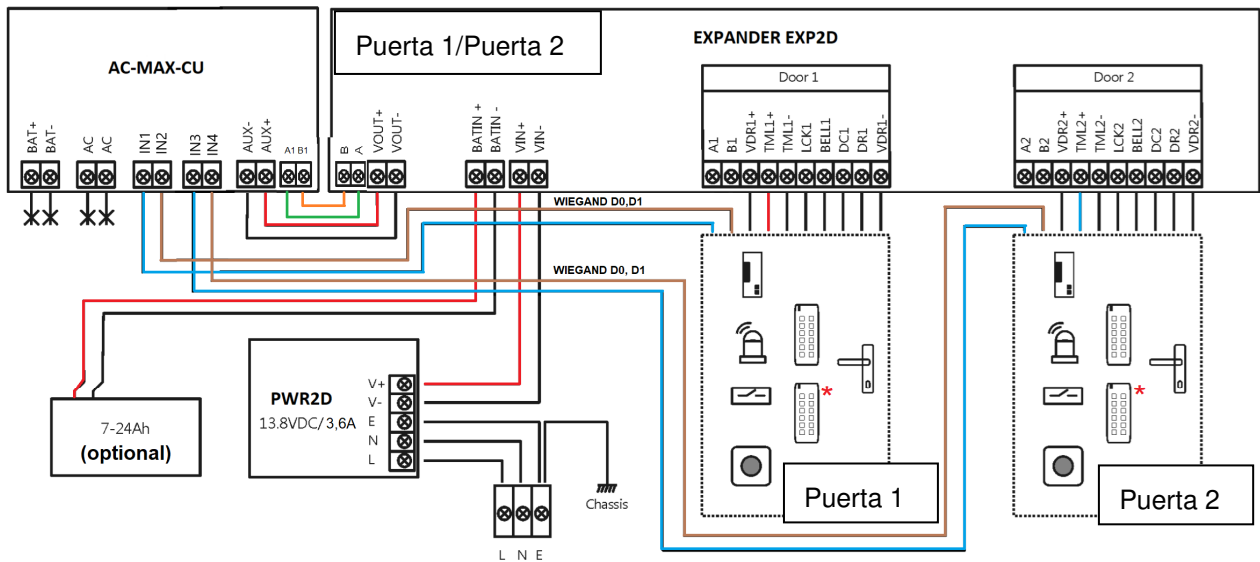 AC-MAX-CU
BAT+
BAT-
AC
AC
IN1
IN2
IN3
IN4
AUX-
AUX+
A1 B1
Puerta 1/Puerta 2
B
A
VOUT+
VOUT-
BATIN +
BATIN -
VIN+
VIN-
EXPANDER EXP2D
Door 1
A1
B1
VDR1+
TML1+
TML1-
LCK1
BELL1
DC1
DR1
VDR1-
Door 2
A2
B2
VDR2+
TML2+
TML2-
LCK2
BELL2
DC2
DR2
VDR2-
WIEGAND D0,D1
WIEGAND D0, D1
7-24Ah
(optional)
PWR2D
13.8VDC/ 3,6A
V+
V-
E
N
L
L N E
Chassis
*
Puerta 1
*
Puerta 2